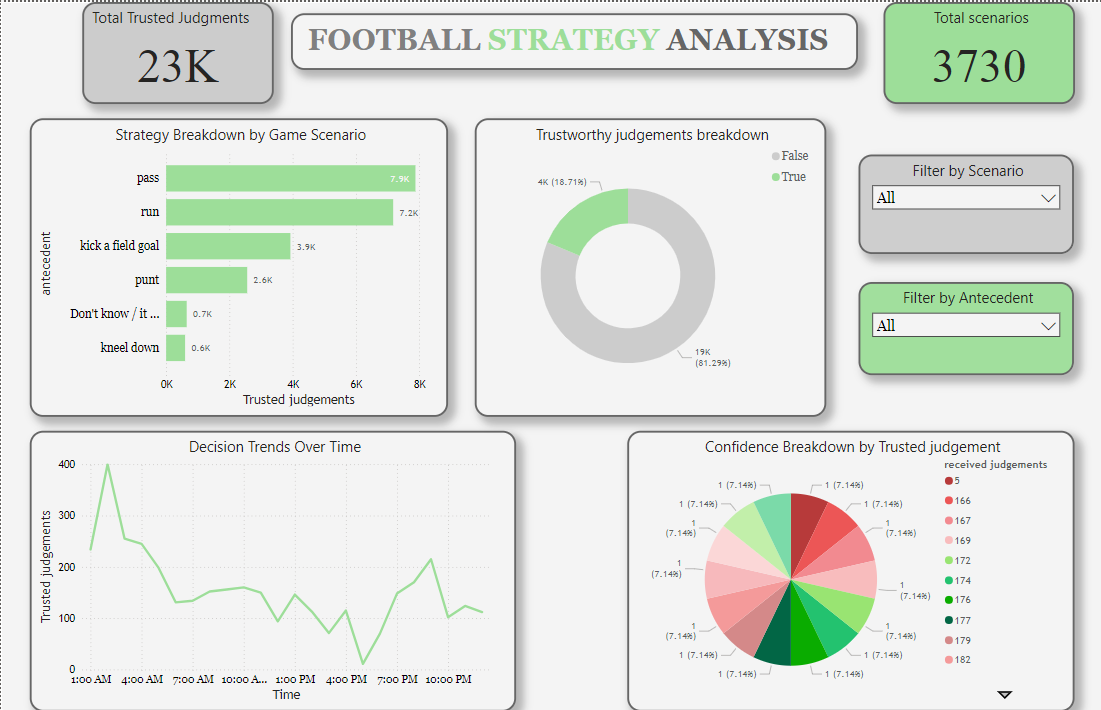 Total Trusted Judgments
23K
FOOTBALL STRATEGY ANALYSIS
Total scenarios
3730
Strategy Breakdown by Game Scenario
antecedent
pass
7.9K
run
7.2K
kick a field goal
3.9K
punt
2.6K
Don't know / it ...
0.7K
kneel down
0.6K
0K 2K 4K 6K 8K
Trusted judgements
Trustworthy judgements breakdown
False
True
4K (18.71%)
19K
(81.29%)
Filter by Scenario
All
Filter by Antecedent
All
Decision Trends Over Time
Trusted judgements
400
300
200
100
0
1:00 AM 4:00 AM 7:00 AM 10:00 A... 1:00 PM 4:00 PM 7:00 PM 10:00 PM
Time
Confidence Breakdown by Trusted judgement
1 (7.14%)
1 (7.14%)
1
(7.14%)
1
(7.14%)
1
(7.14%)
1 (7.14%)
1 (7.14%)
1 (7.14%)
1 (7.14%)
1
(7.14%)
1
(7.14%)
1
(7.14%)
1 (7.14%)
1 (7.14%)
received judgements
5
166
167
169
172
174
176
177
179
182